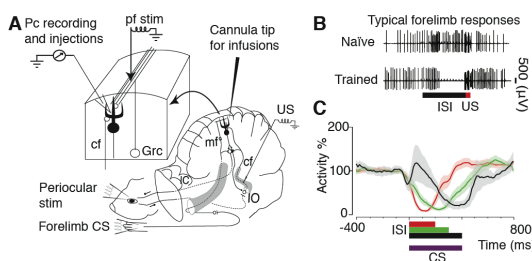 A
Pc recording
and injections
pf stim
Cannula tip
for infusions
US
cf
Grc
mf*
cf
IC
IO
Periocular
stim
Forelimb CS
B
Typical forelimb responses
Naïve
Trained
ISI US
500 (µV)
C
Activity %
200
100
0
-400
800
ISI
CS
Time (ms)